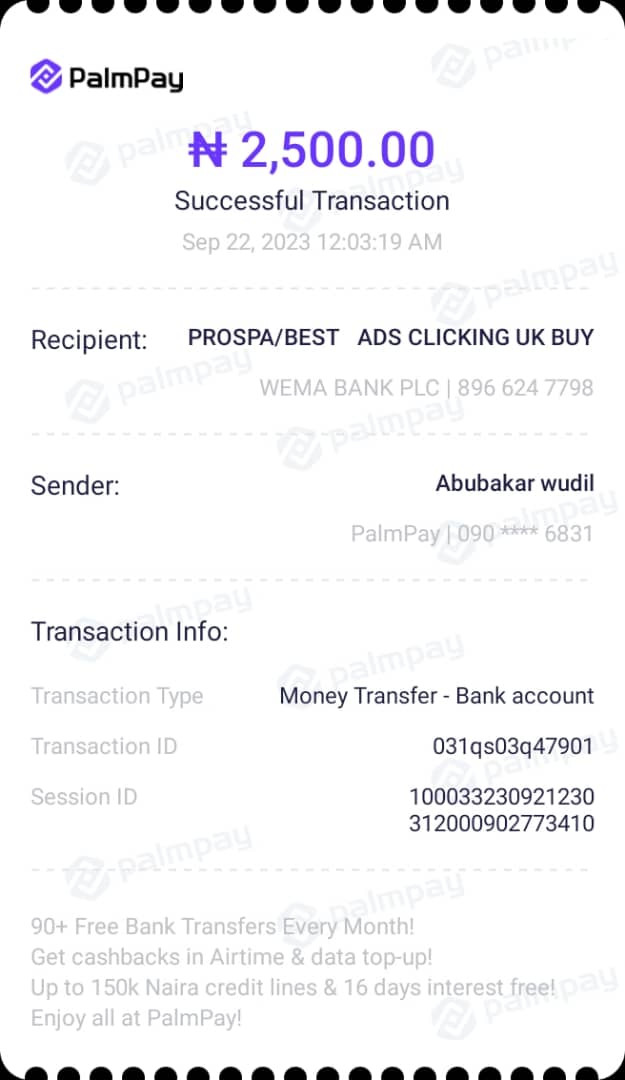 PalmPay
₦ 2,500.00
Successful Transaction
Sep 22, 2023 12:03:19 AM
Recipient: PROSPA/BEST ADS CLICKING UK BUY
WEMA BANK PLC | 896 624 7798
Sender: Abubakar wudil
PalmPay | 090 **** 6831
Transaction Info:
Transaction Type Money Transfer - Bank account
Transaction ID 031qs03q47901
Session ID 100033230921230
312000902773410
90+ Free Bank Transfers Every Month!
Get cashbacks in Airtime & data top-up!
Up to 150k Naira credit lines & 16 days interest free!
Enjoy all at PalmPay!